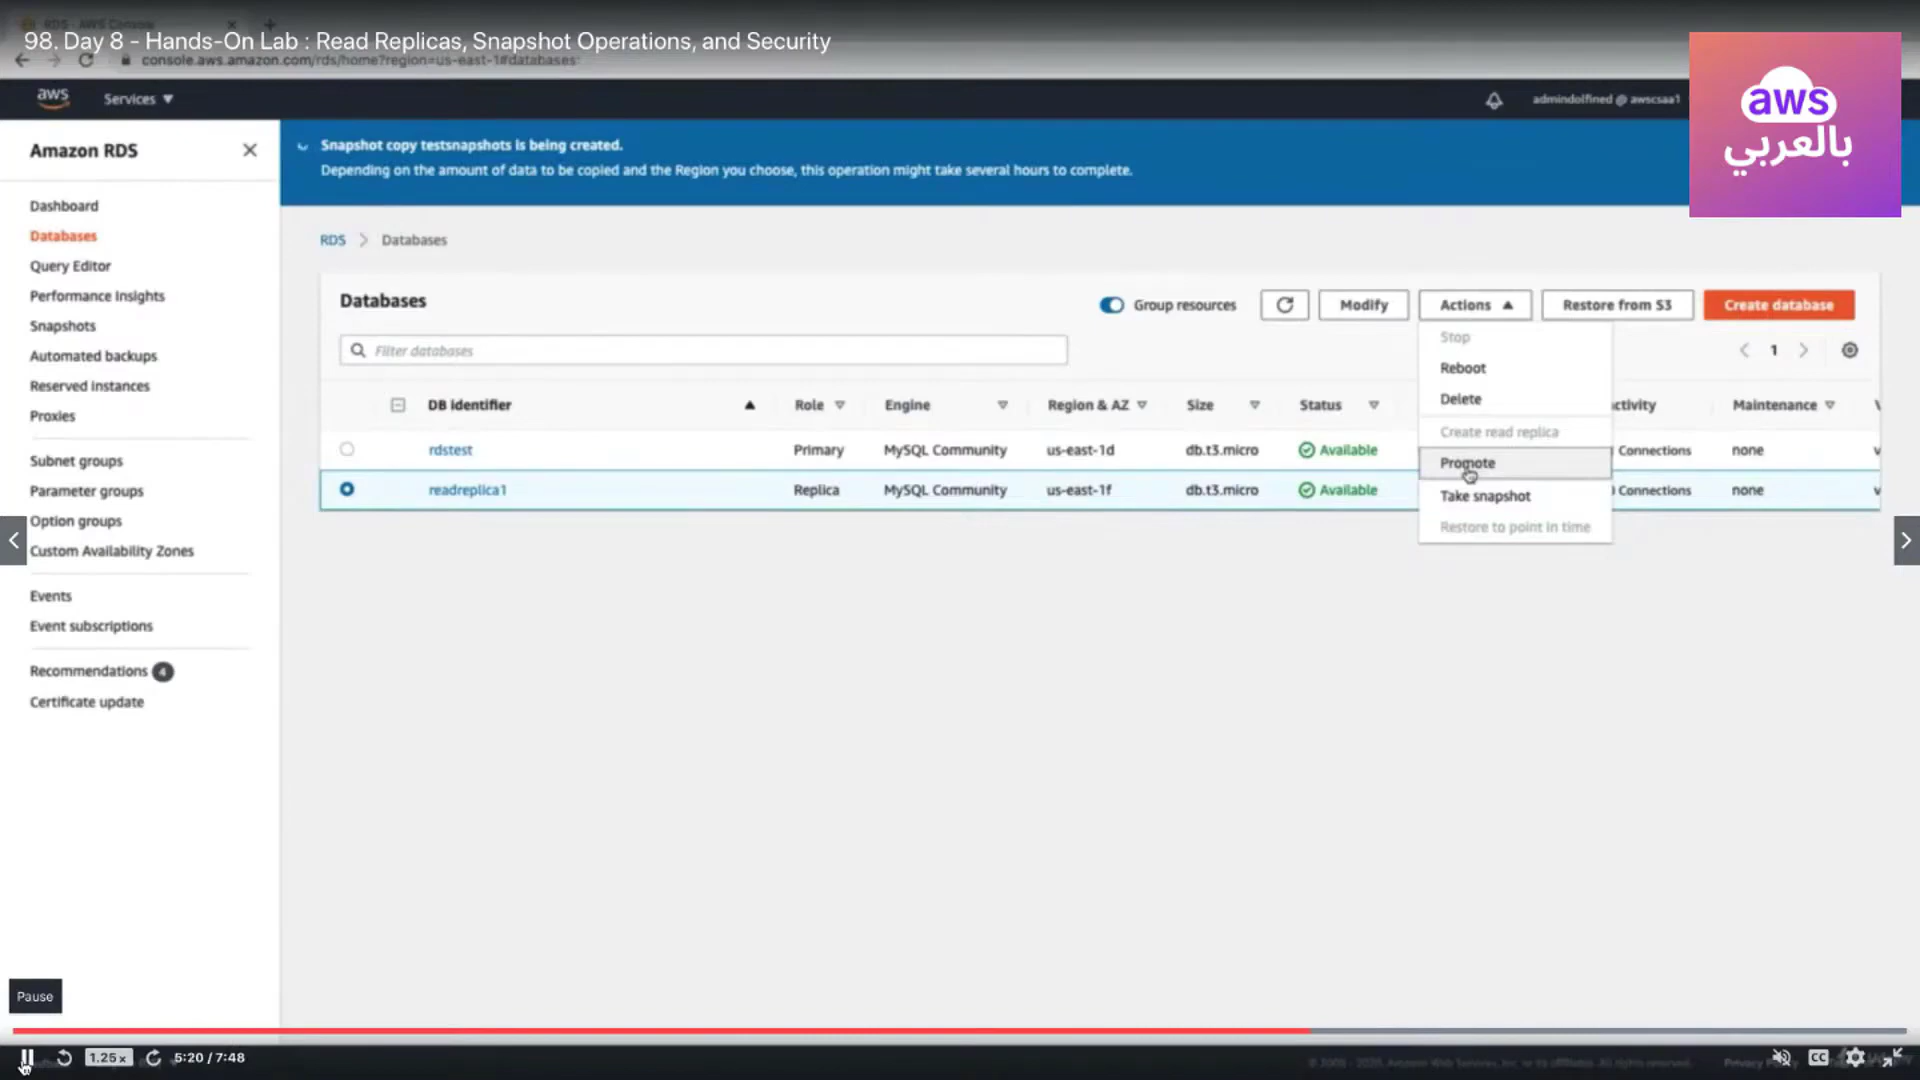 RDS - AWS Console
98. Day 8 - Hands-On Lab : Read Replicas, Snapshot Operations, and Security
console.aws.amazon.com/rds/home?region=us-east-1#databases:
aws
Services
admindolfined @ awscsaa1
aws
بالعربي
Amazon RDS
Dashboard
Databases
Query Editor
Performance Insights
Snapshots
Automated backups
Reserved instances
Proxies
Subnet groups
Parameter groups
Option groups
Custom Availability Zones
Events
Event subscriptions
Recommendations 4
Certificate update
Snapshot copy testsnapshots is being created.
Depending on the amount of data to be copied and the Region you choose, this operation might take several hours to complete.
RDS > Databases
Databases
Group resources
Modify
Actions
Restore from S3
Create database
Filter databases
1
Stop
Reboot
Delete
Create read replica
Promote
Take snapshot
Restore to point in time
DB identifier Role Engine Region & AZ Size Status ctivity Maintenance
rdstest Primary MySQL Community us-east-1d db.t3.micro Available Connections none
readreplica1 Replica MySQL Community us-east-1f db.t3.micro Available Connections none
Pause
1.25x
5:20 / 7:48
CC